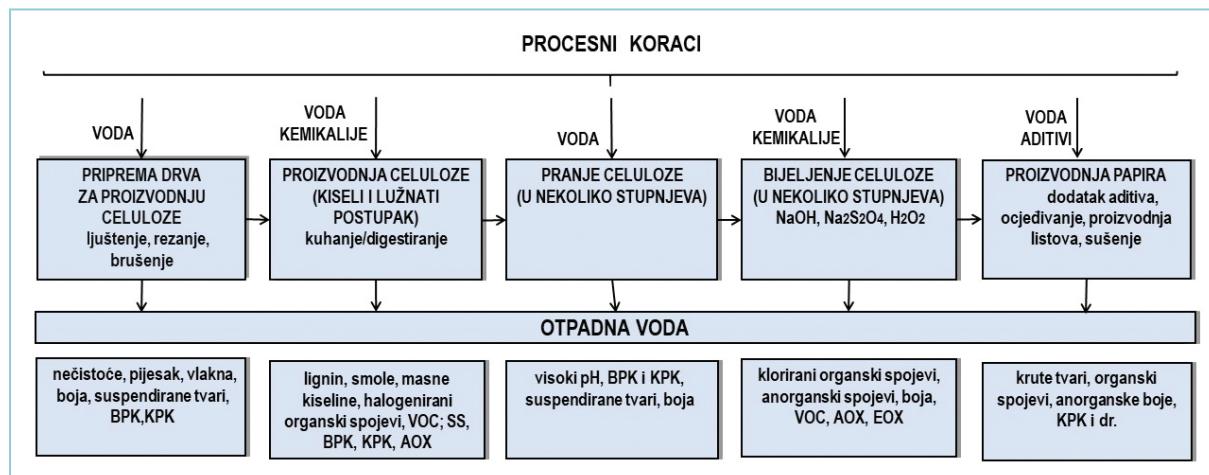 PROCESNI KORACI
VODA
VODA
KEMIKALIJE
VODA
VODA
KEMIKALIJE
VODA
ADITIVI
PRIPREMA DRVA
ZA PROIZVODNJU
CELULOZE
ljuštenje, rezanje,
brušenje
PROIZVODNJA CELULOZE
(KISELI I LUŽNATI
POSTUPAK)
kuhanje/digestiranje
PRANJE CELULOZE
(U NEKOLIKO STUPNJEVA)
BIJELJENJE CELULOZE
(U NEKOLIKO STUPNJEVA)
NaOH, Na2S2O4, H2O2
PROIZVODNJA PAPIRA
dodatak aditiva,
ocjeđivanje, proizvodnja
listova, sušenje
OTPADNA VODA
nečistoće, pijesak, vlakna,
boja, suspendirane tvari,
BPK,KPK
lignin, smole, masne
kiseline, halogenirani
organski spojevi, VOC; SS,
BPK, KPK, AOX
visoki pH, BPK i KPK,
suspendirane tvari, boja
klorirani organski spojevi,
anorganski spojevi, boja,
VOC, AOX, EOX
krute tvari, organski
spojevi, anorganske boje,
KPK i dr.